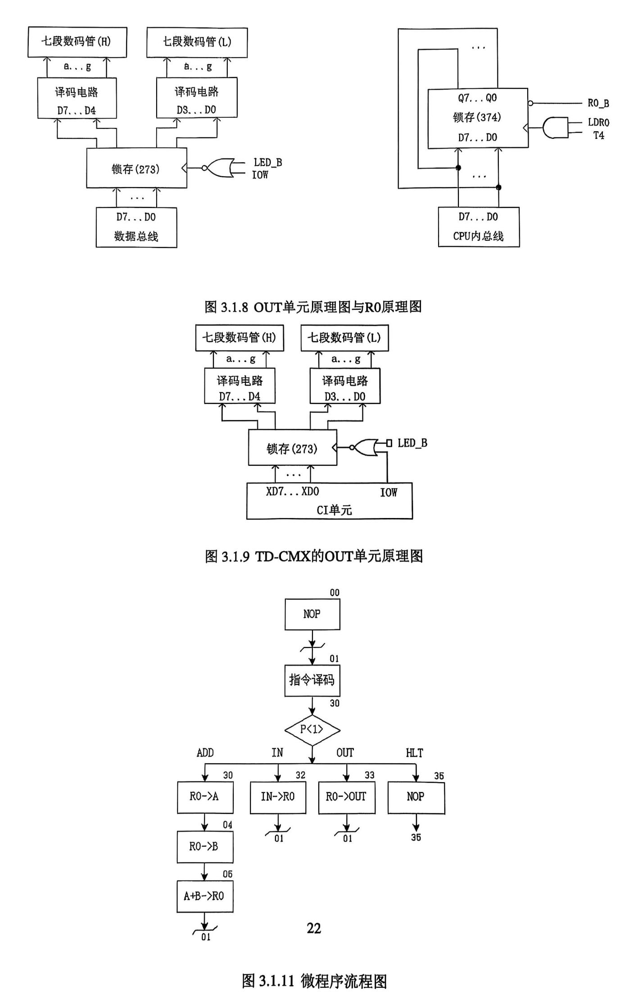 七段数码管(H)
七段数码管(L)
a...g
a...g
译码电路
D7...D4
译码电路
D3...D0
锁存(273)
LED_B
IOW
...
D7...D0
数据总线
...
Q7...Q0
锁存(374)
D7...D0
R0_B
LDR0
T4
...
D7...D0
CPU内总线
图 3.1.8 OUT单元原理图与R0原理图
七段数码管(H)
七段数码管(L)
a...g
a...g
译码电路
D7...D4
译码电路
D3...D0
锁存(273)
LED_B
...
XD7...XD0
IOW
CI单元
图 3.1.9 TD-CMX的OUT单元原理图
00
NOP
01
指令译码
30
P<1>
ADD
IN
OUT
HLT
30
R0->A
32
IN->R0
33
R0->OUT
35
NOP
04
R0->B
01
01
35
05
A+B->R0
01
22
图 3.1.11 微程序流程图